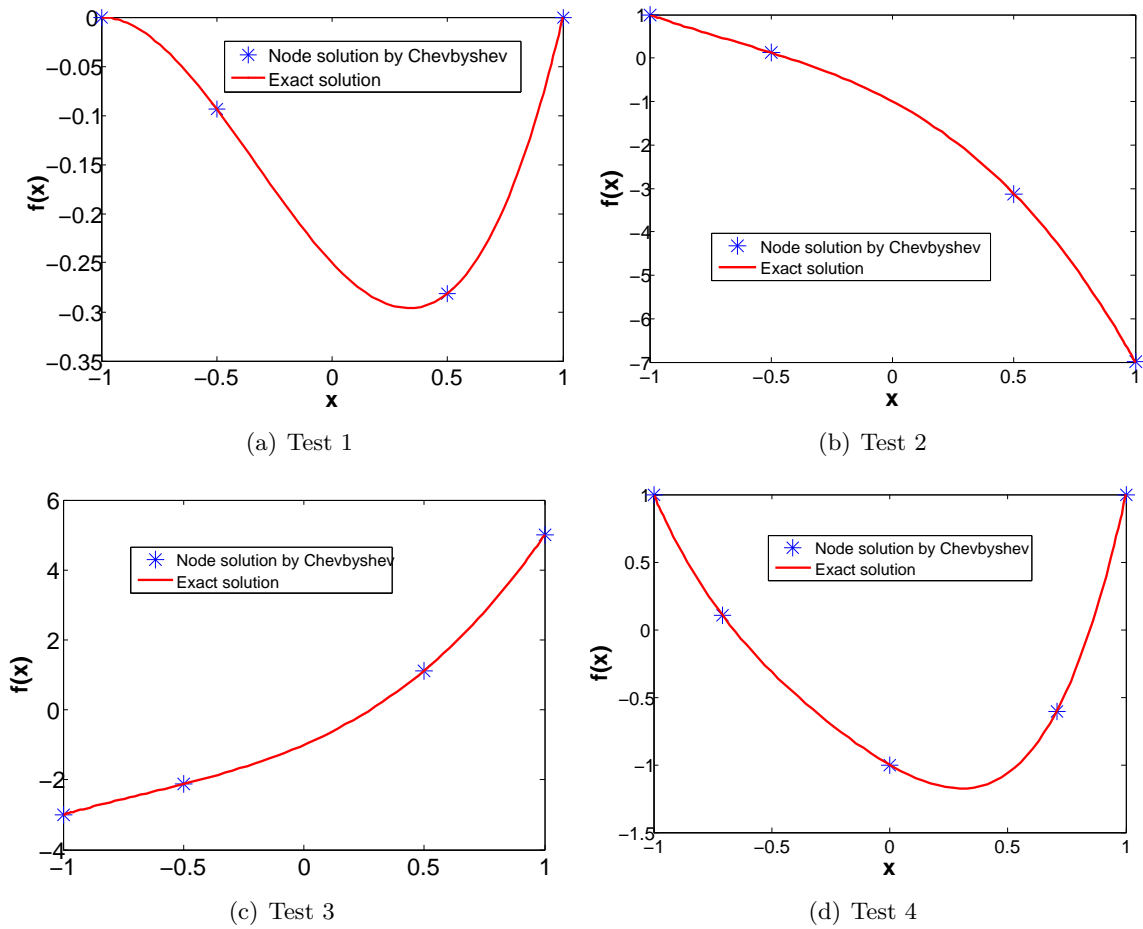 0
−0.05
−0.1
−0.15
−0.2
−0.25
−0.3
−0.35
f(x)
Node solution by Chevbyshev
Exact solution
−1
−0.5
0
0.5
1
x
(a) Test 1
1
0
−1
−2
−3
−4
−5
−6
−7
f(x)
Node solution by Chevbyshev
Exact solution
−1
−0.5
0
0.5
1
x
(b) Test 2
6
4
2
0
−2
−4
f(x)
Node solution by Chevbyshev
Exact solution
−1
−0.5
0
0.5
1
(c) Test 3
1
0.5
0
−0.5
−1
−1.5
f(x)
Node solution by Chevbyshev
Exact solution
−1
−0.5
0
0.5
1
x
(d) Test 4